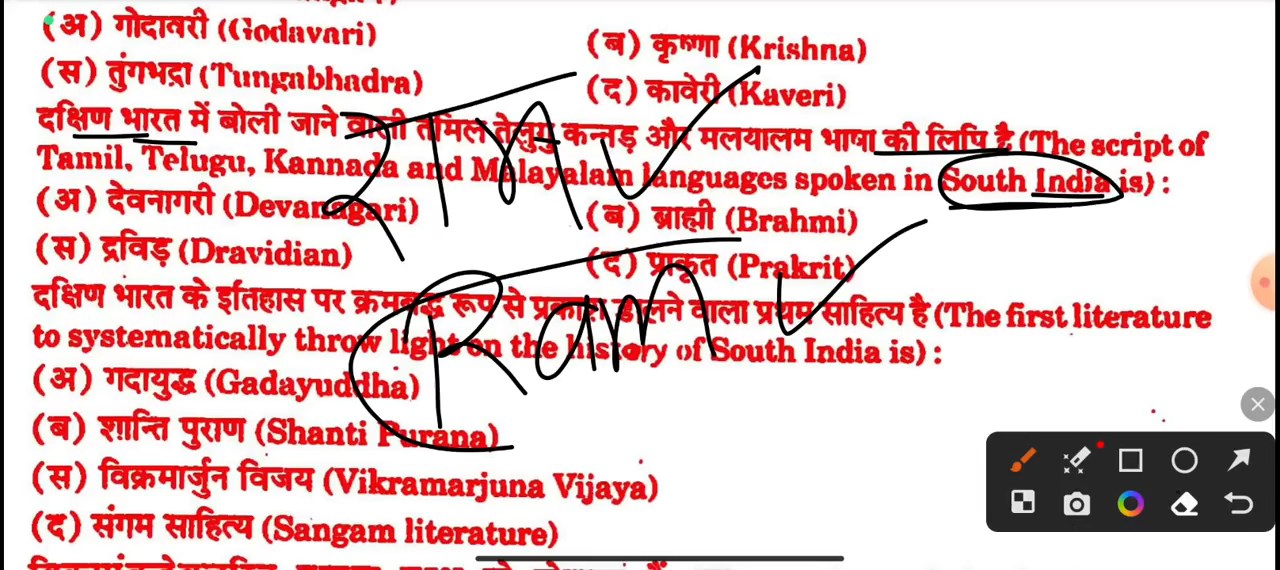 (अ) गोदावरी (Godavari)
(ब) कृष्णा (Krishna)
(स) तुंगभद्रा (Tungabhadra)
(द) कावेरी (Kaveri)
दक्षिण भारत में बोली जाने वाली तमिल तेलुगु कन्नड़ और मलयालम भाषा की लिपि है (The script of
Tamil, Telugu, Kannada and Malayalam languages spoken in South India is) :
(अ) देवनागरी (Devanagari)
(ब) ब्राह्मी (Brahmi)
(स) द्रविड़ (Dravidian)
(द) प्राकृत (Prakrit)
दक्षिण भारत के इतिहास पर क्रमबद्ध रूप से प्रकाश डालने वाला प्रथम साहित्य है (The first literature
to systematically throw light on the history of South India is) :
(अ) गदायुद्ध (Gadayuddha)
(ब) शान्ति पुराण (Shanti Purana)
(स) विक्रमार्जुन विजय (Vikramarjuna Vijaya)
(द) संगम साहित्य (Sangam literature)
राम
Ram